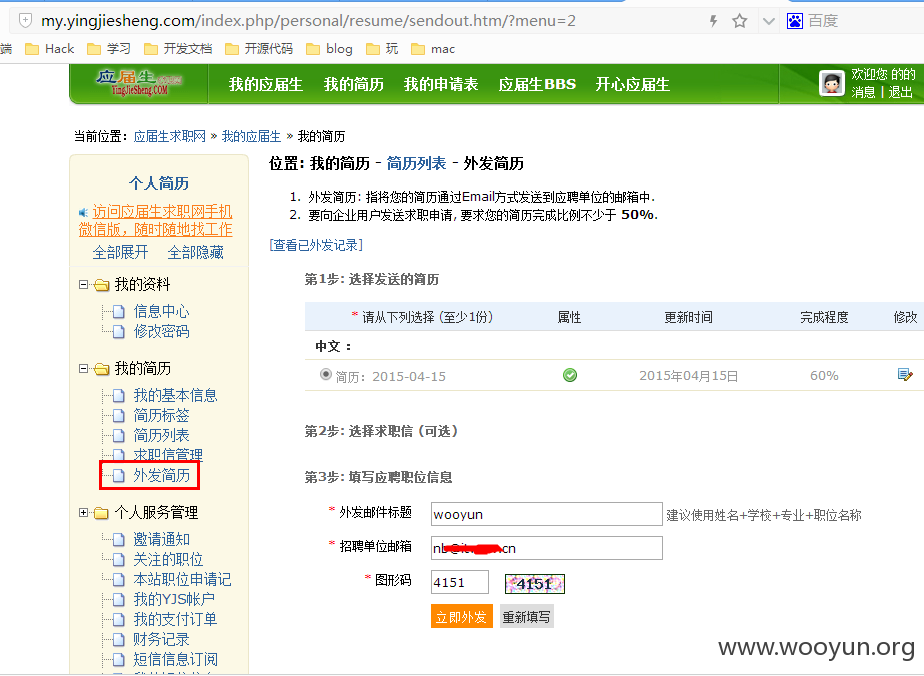 my.yingjiesheng.com/index.php/personal/resume/sendout.htm/?menu=2
百度
端 Hack 学习 开发文档 开源代码 blog 玩 mac
应届生 YingJieSheng.COM
我的应届生 我的简历 我的申请表 应届生BBS 开心应届生
欢迎您 的的
消息 | 退出
当前位置: 应届生求职网 » 我的应届生 » 我的简历
个人简历
访问应届生求职网手机
微信版，随时随地找工作
全部展开 全部隐藏
我的资料
信息中心
修改密码
我的简历
我的基本信息
简历标签
简历列表
求职信管理
外发简历
个人服务管理
邀请通知
关注的职位
本站职位申请记
我的YJS帐户
我的支付订单
财务记录
短信信息订阅
位置: 我的简历 - 简历列表 - 外发简历
1. 外发简历: 指将您的简历通过Email方式发送到应聘单位的邮箱中.
2. 要向企业用户发送求职申请, 要求您的简历完成比例不少于 50%.
[查看已外发记录]
第1步: 选择发送的简历
* 请从下列选择 (至少1份) 属性 更新时间 完成程度 修改
中文 :
简历: 2015-04-15 2015年04月15日 60%
第2步: 选择求职信 (可选)
第3步: 填写应聘职位信息
* 外发邮件标题 wooyun 建议使用姓名+学校+专业+职位名称
* 招聘单位邮箱 cn
* 图形码 4151 4151
立即外发 重新填写
www.wooyun.org